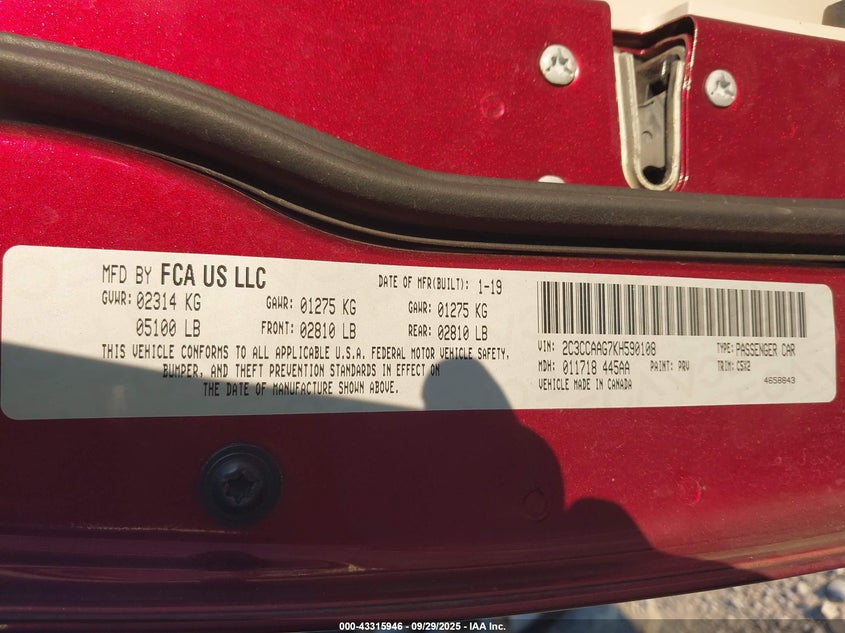 MFD BY FCA US LLC DATE OF MFR(BUILT): 1-19
GVWR: 02314 KG GAWR: 01275 KG GAWR: 01275 KG
05100 LB FRONT: 02810 LB REAR: 02810 LB
THIS VEHICLE CONFORMS TO ALL APPLICABLE U.S.A. FEDERAL MOTOR VEHICLE SAFETY,
BUMPER, AND THEFT PREVENTION STANDARDS IN EFFECT ON
THE DATE OF MANUFACTURE SHOWN ABOVE.
VIN: 2C3CCAAG7KH590108 TYPE: PASSENGER CAR
MDH: 011718 445AA PAINT: PRV TRIM: CSX2
VEHICLE MADE IN CANADA 4658843
000-43315946 - 09/29/2025 - IAA Inc.